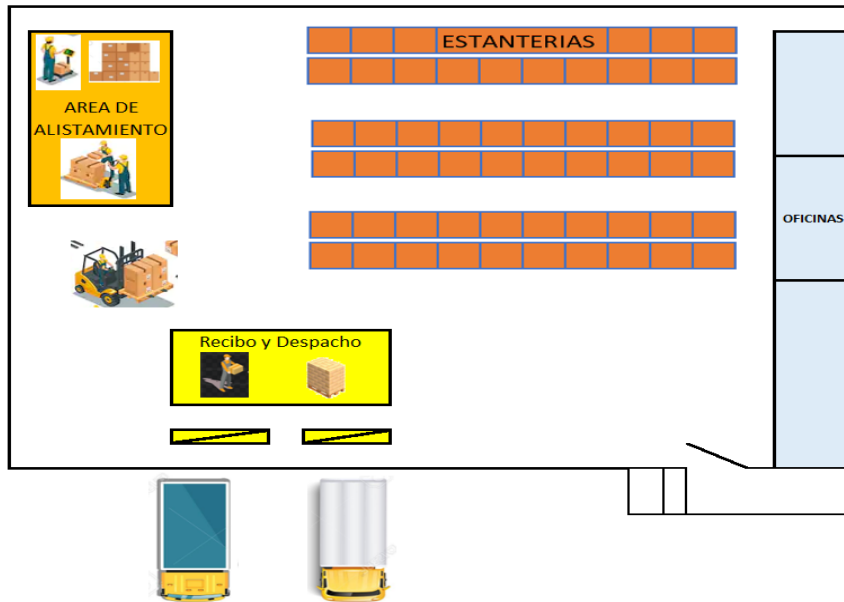 ESTANTERIAS
AREA DE
ALISTAMIENTO
OFICINAS
Recibo y Despacho